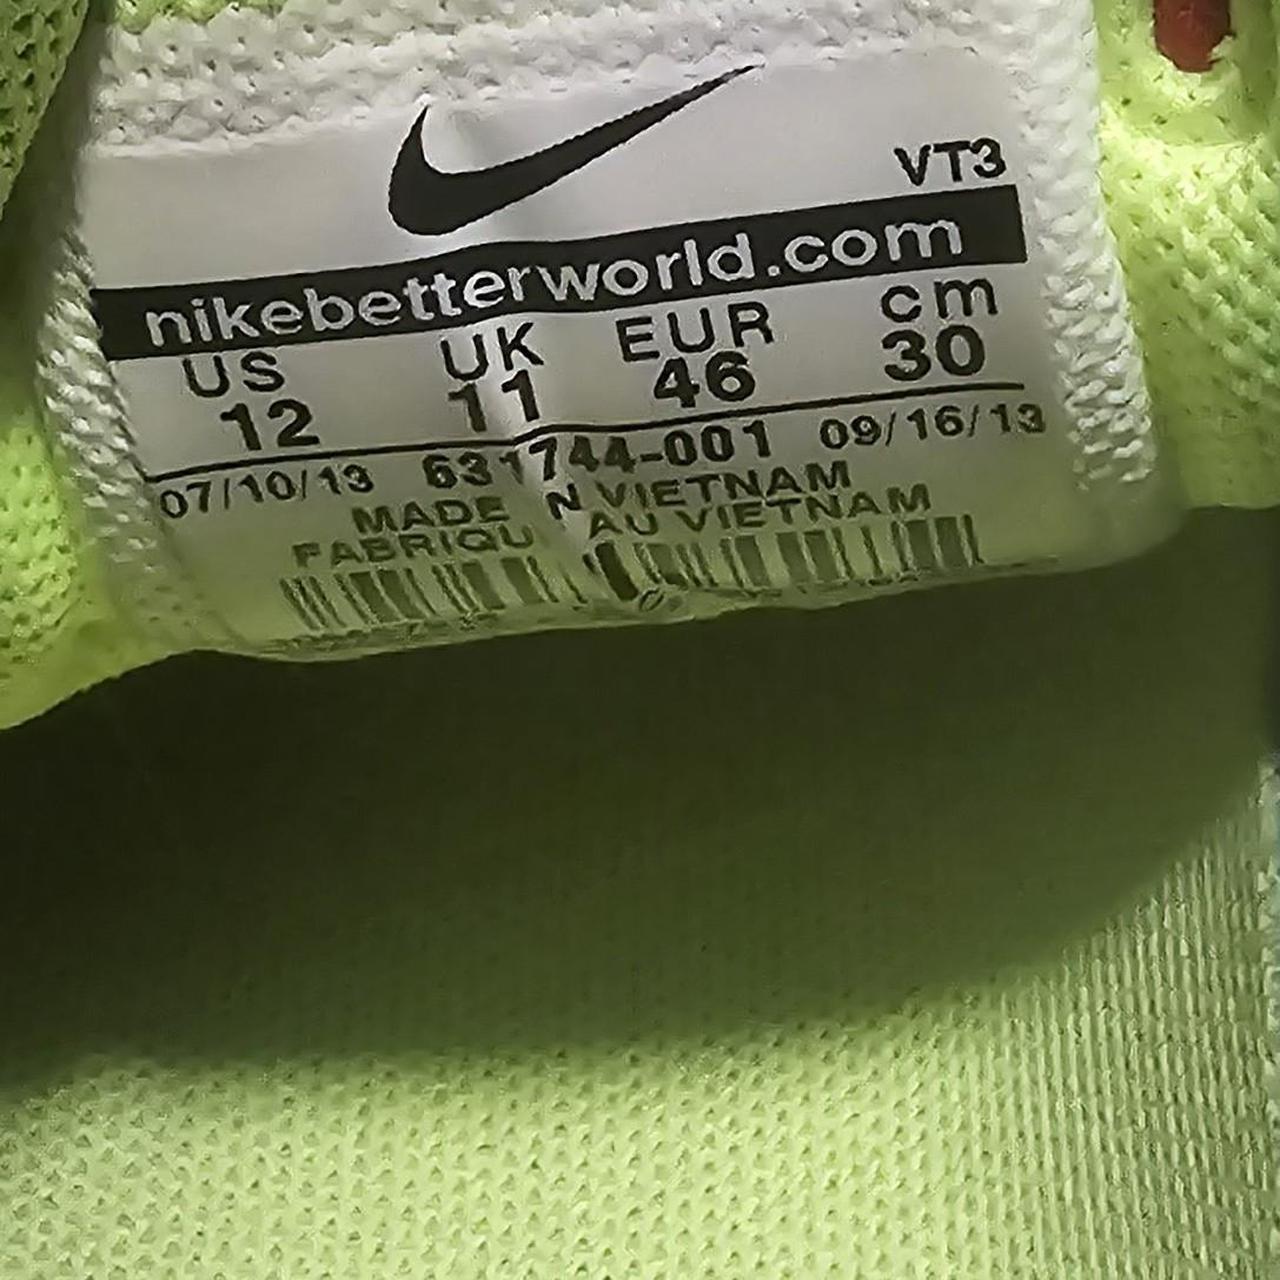 VT3
nikebetterworld.com
US UK EUR cm
12 11 46 30
07/10/13 631744-001 09/16/13
MADE N VIETNAM
FABRIQU AU VIETNAM